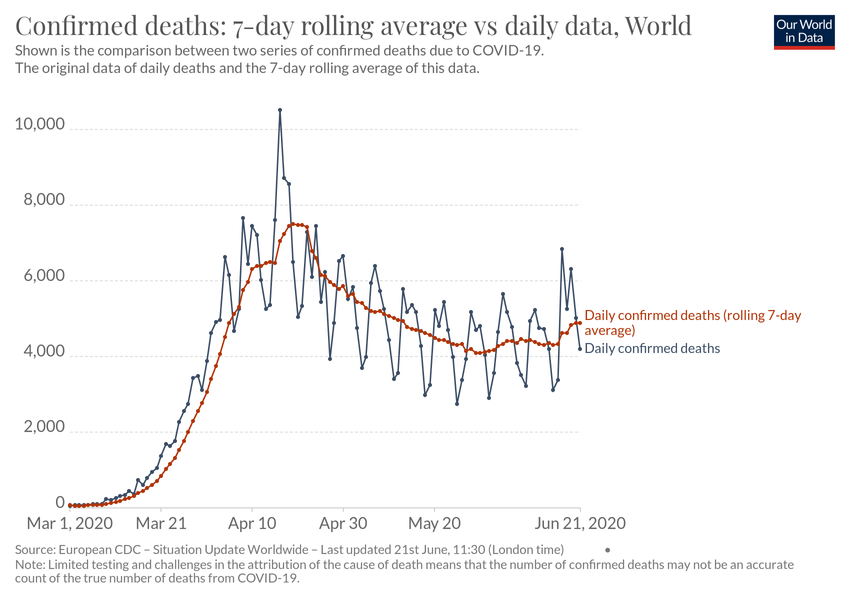 Confirmed deaths: 7-day rolling average vs daily data, World
Our World
in Data
Shown is the comparison between two series of confirmed deaths due to COVID-19.
The original data of daily deaths and the 7-day rolling average of this data.
10,000
8,000
6,000
4,000
2,000
0
Daily confirmed deaths (rolling 7-day
average)
Daily confirmed deaths
Mar 1, 2020
Mar 21
Apr 10
Apr 30
May 20
Jun 21, 2020
Source: European CDC – Situation Update Worldwide – Last updated 21st June, 11:30 (London time)
Note: Limited testing and challenges in the attribution of the cause of death means that the number of confirmed deaths may not be an accurate
count of the true number of deaths from COVID-19.